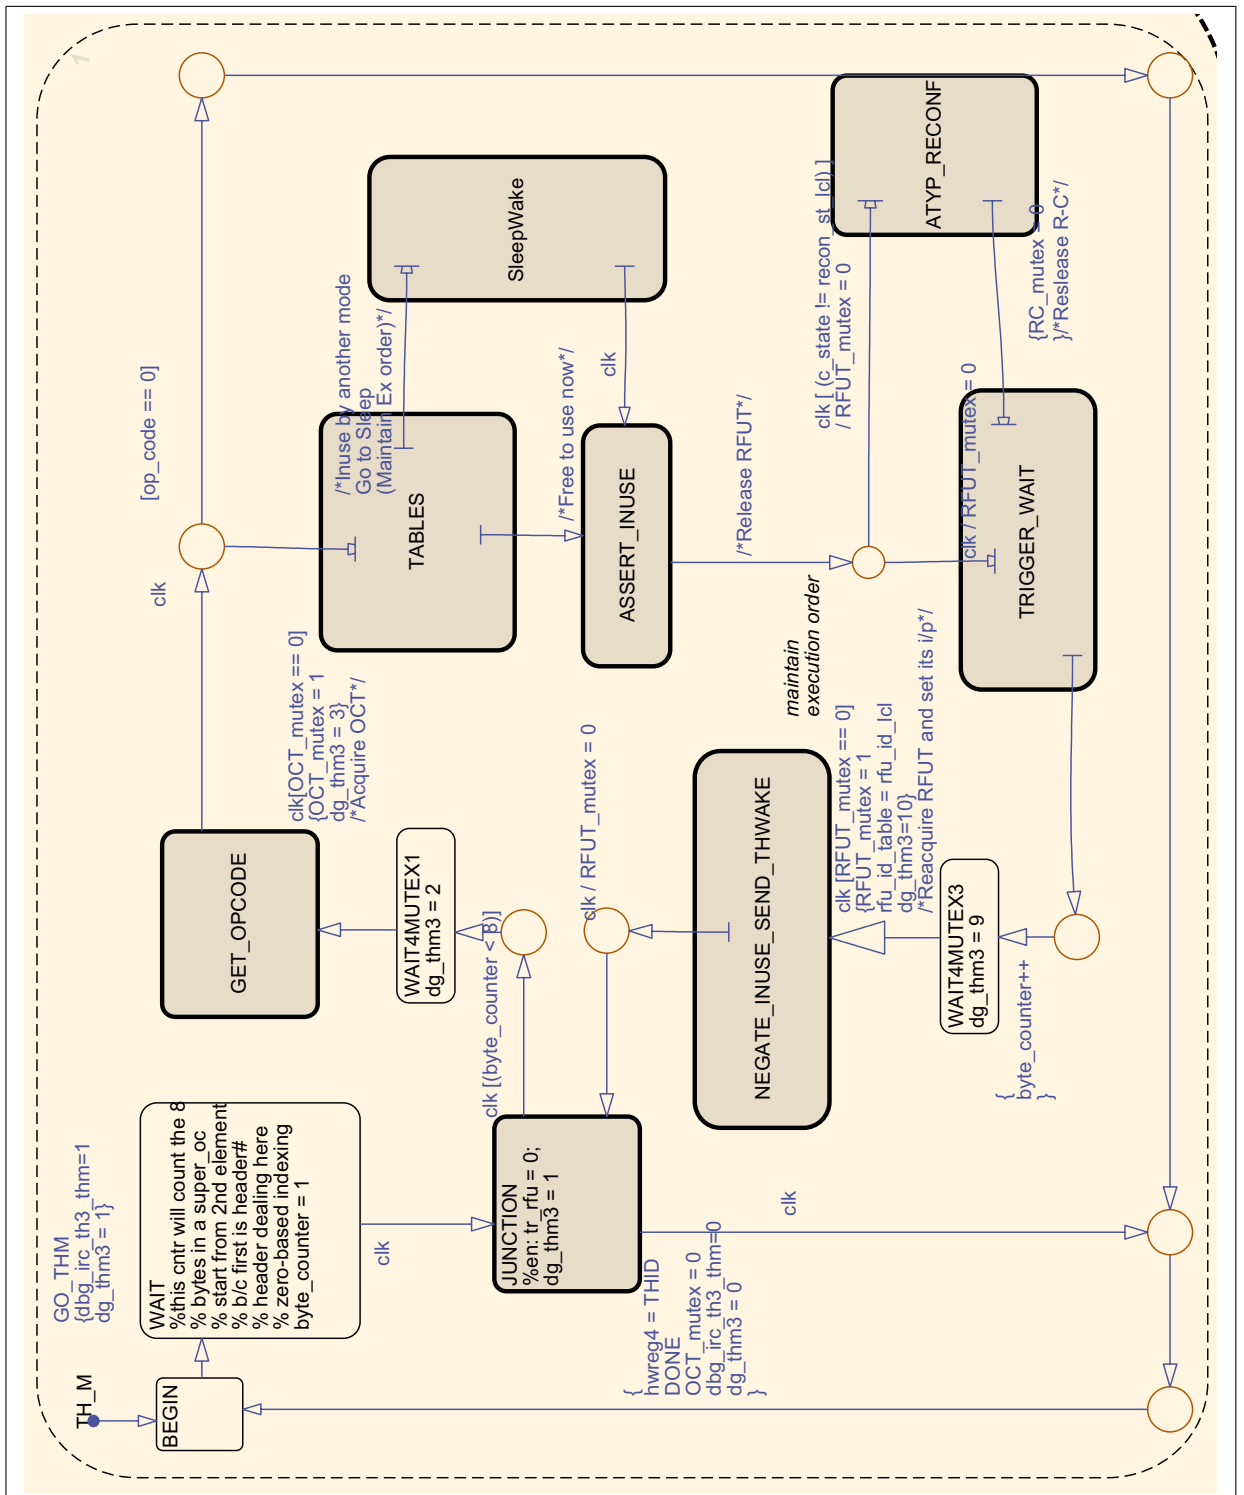 TH_M
BEGIN
GO_THM
{dbg_irc_th3_thm=1
dg_thm3 = 1}
WAIT
%this cntr will count the 8
% bytes in a super_oc
% start from 2nd element
% b/c first is header#
% header dealing here
% zero-based indexing
byte_counter = 1
clk
JUNCTION
%en: tr_rfu = 0;
dg_thm3 = 1
{
hwreg4 = THID
DONE
OCT_mutex = 0
dbg_irc_th3_thm=0
dg_thm3 = 0
}
clk
clk [(byte_counter < 8)]
WAIT4MUTEX1
dg_thm3 = 2
clk[OCT_mutex == 0]
{OCT_mutex = 1
dg_thm3 = 3}
/*Acquire OCT*/
GET_OPCODE
clk
[op_code == 0]
TABLES
/*Inuse by another mode
Go to Sleep
(Maintain Ex order)*/
SleepWake
clk
/*Free to use now*/
ASSERT_INUSE
/*Release RFUT*/
maintain
execution order
clk [ (c_state != recon_st_lcl) ]
/ RFUT_mutex = 0
ATYP_RECONF
{RC_mutex = 0
}/*Reslease R-C*/
clk / RFUT_mutex = 0
TRIGGER_WAIT
{
byte_counter++
}
WAIT4MUTEX3
dg_thm3 = 9
clk [RFUT_mutex == 0]
{RFUT_mutex = 1
rfu_id_table = rfu_id_lcl
dg_thm3=10}
/*Reacquire RFUT and set its i/p*/
NEGATE_INUSE_SEND_THWAKE
clk / RFUT_mutex = 0
1